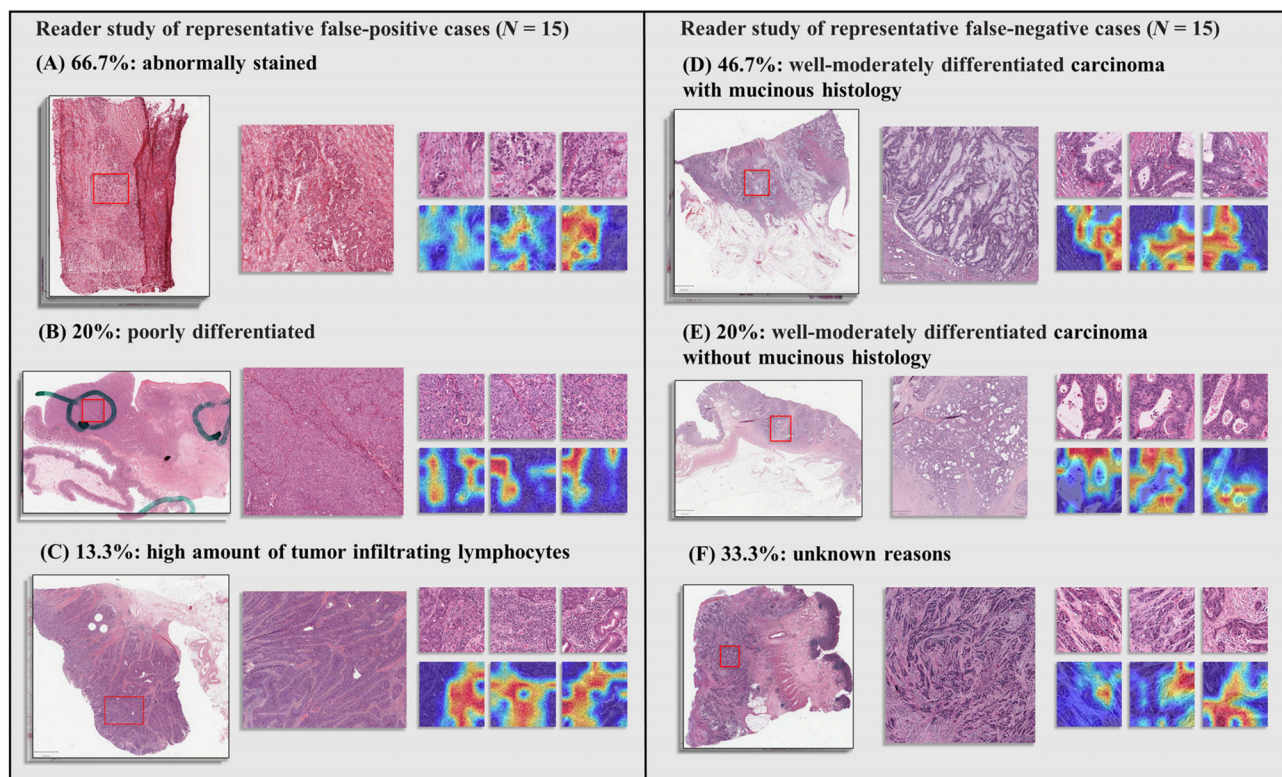 Reader study of representative false-positive cases (N = 15)
(A) 66.7%: abnormally stained
(B) 20%: poorly differentiated
(C) 13.3%: high amount of tumor infiltrating lymphocytes
Reader study of representative false-negative cases (N = 15)
(D) 46.7%: well-moderately differentiated carcinoma
with mucinous histology
(E) 20%: well-moderately differentiated carcinoma
without mucinous histology
(F) 33.3%: unknown reasons